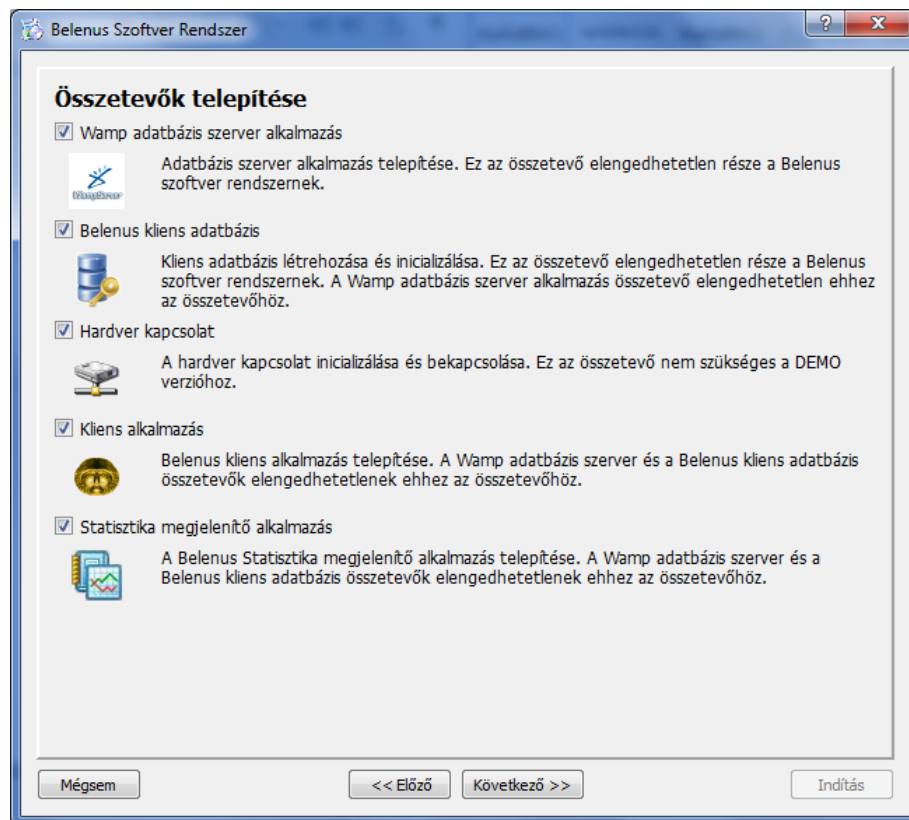 Belenus Szoftver Rendszer
Összetevők telepítése
Wamp adatbázis szerver alkalmazás
Adatbázis szerver alkalmazás telepítése. Ez az összetevő elengedhetetlen része a Belenus
szoftver rendszernek.
WampServer
Belenus kliens adatbázis
Kliens adatbázis létrehozása és inicializálása. Ez az összetevő elengedhetetlen része a Belenus
szoftver rendszernek. A Wamp adatbázis szerver alkalmazás összetevő elengedhetetlen ehhez
az összetevőhöz.
Hardver kapcsolat
A hardver kapcsolat inicializálása és bekapcsolása. Ez az összetevő nem szükséges a DEMO
verzióhoz.
Kliens alkalmazás
Belenus kliens alkalmazás telepítése. A Wamp adatbázis szerver és a Belenus kliens adatbázis
összetevők elengedhetetlenek ehhez az összetevőhöz.
Statisztika megjelenítő alkalmazás
A Belenus Statisztika megjelenítő alkalmazás telepítése. A Wamp adatbázis szerver és a
Belenus kliens adatbázis összetevők elengedhetetlenek ehhez az összetevőhöz.
Mégsem
<< Előző
Következő >>
Indítás